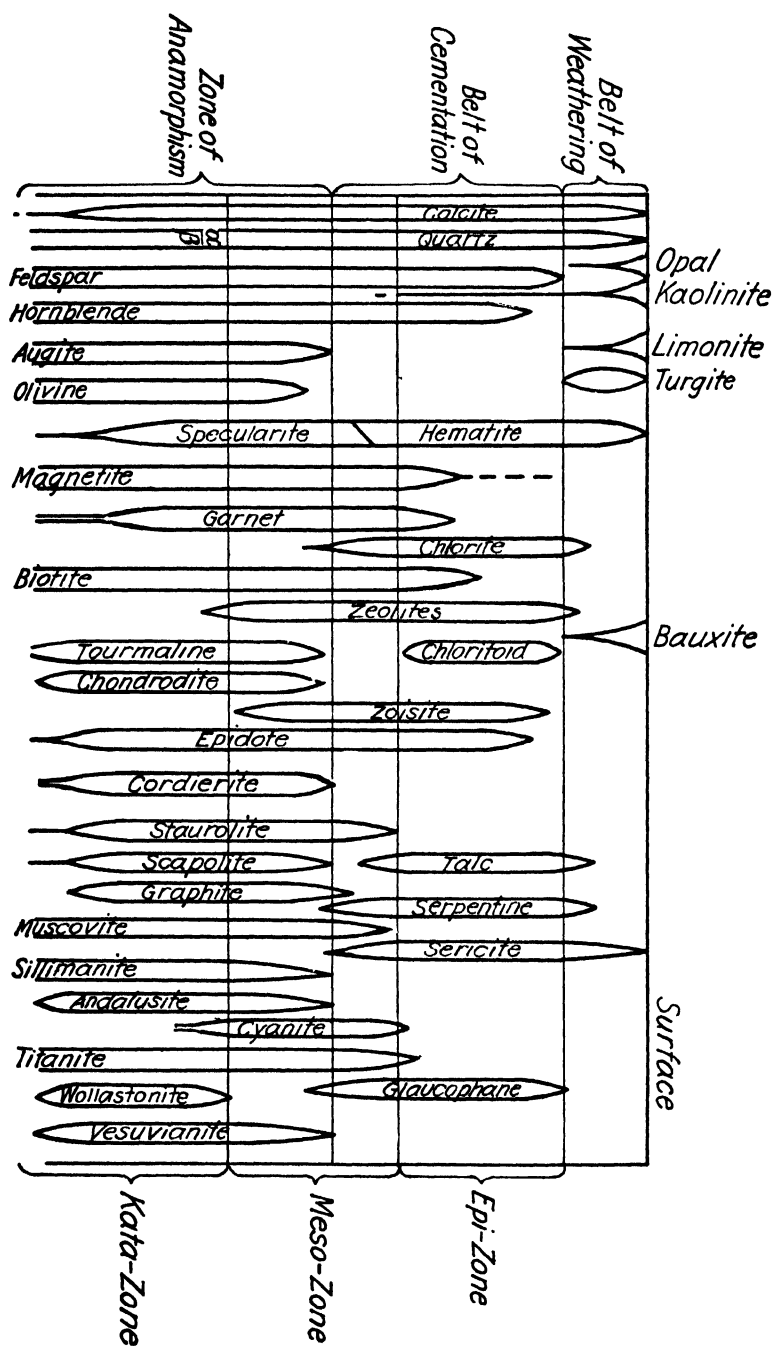 Zone of
Anamorphism
Belt of
Cementation
Belt of
Weathering
Calcite
α
β
Quartz
Opal
Feldspar
Kaolinite
Hornblende
Augite
Limonite
Olivine
Turgite
Specularite
Hematite
Magnetite
Garnet
Chlorite
Biotite
Zeolites
Bauxite
Tourmaline
Chloritoid
Chondrodite
Zoisite
Epidote
Cordierite
Staurolite
Scapolite
Talc
Graphite
Serpentine
Muscovite
Sericite
Sillimanite
Andalusite
Cyanite
Surface
Titanite
Wollastonite
Glaucophane
Vesuvianite
Kata-Zone
Meso-Zone
Epi-Zone